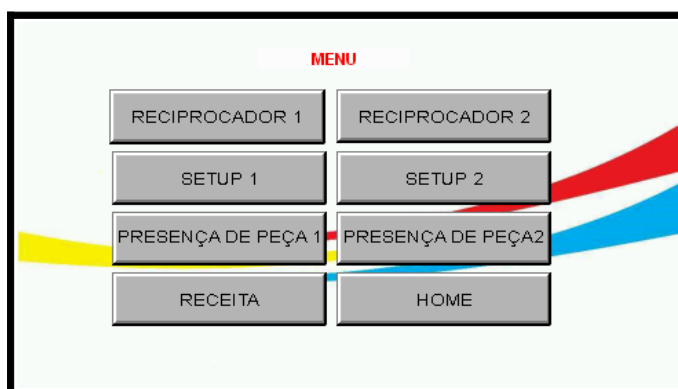 MENU
RECIPROCADOR 1
RECIPROCADOR 2
SETUP 1
SETUP 2
PRESENÇA DE PEÇA 1
PRESENÇA DE PEÇA2
RECEITA
HOME